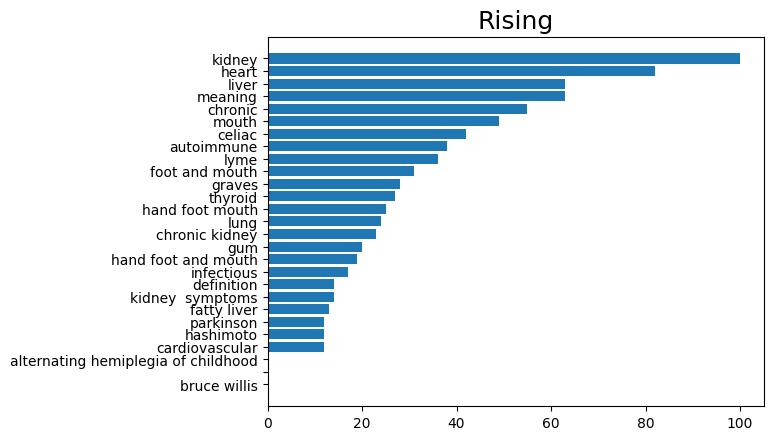 Rising
kidney
heart
liver
meaning
chronic
mouth
celiac
autoimmune
lyme
foot and mouth
graves
thyroid
hand foot mouth
lung
chronic kidney
gum
hand foot and mouth
infectious
definition
kidney  symptoms
fatty liver
parkinson
hashimoto
cardiovascular
alternating hemiplegia of childhood
bruce willis
0 20 40 60 80 100